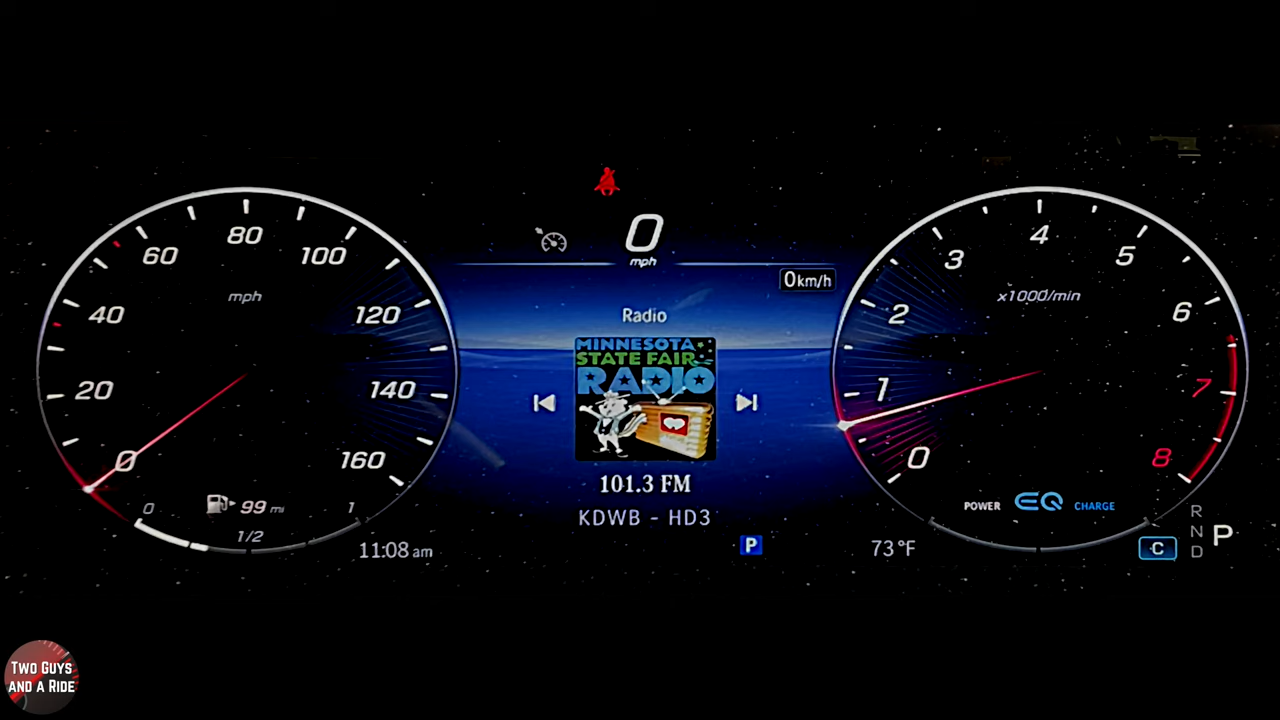 0
mph
0km/h
60
80
100
40
mph
120
20
140
0
160
0
99 mi
1
1/2
11:08 am
Radio
MINNESOTA
STATE FAIR
RADIO
101.3 FM
KDWB - HD3
P
4
3
5
x1000/min
2
6
1
7
0
8
POWER
EQ
CHARGE
73°F
C
R
N
D
P
TWO GUYS
AND A RIDE